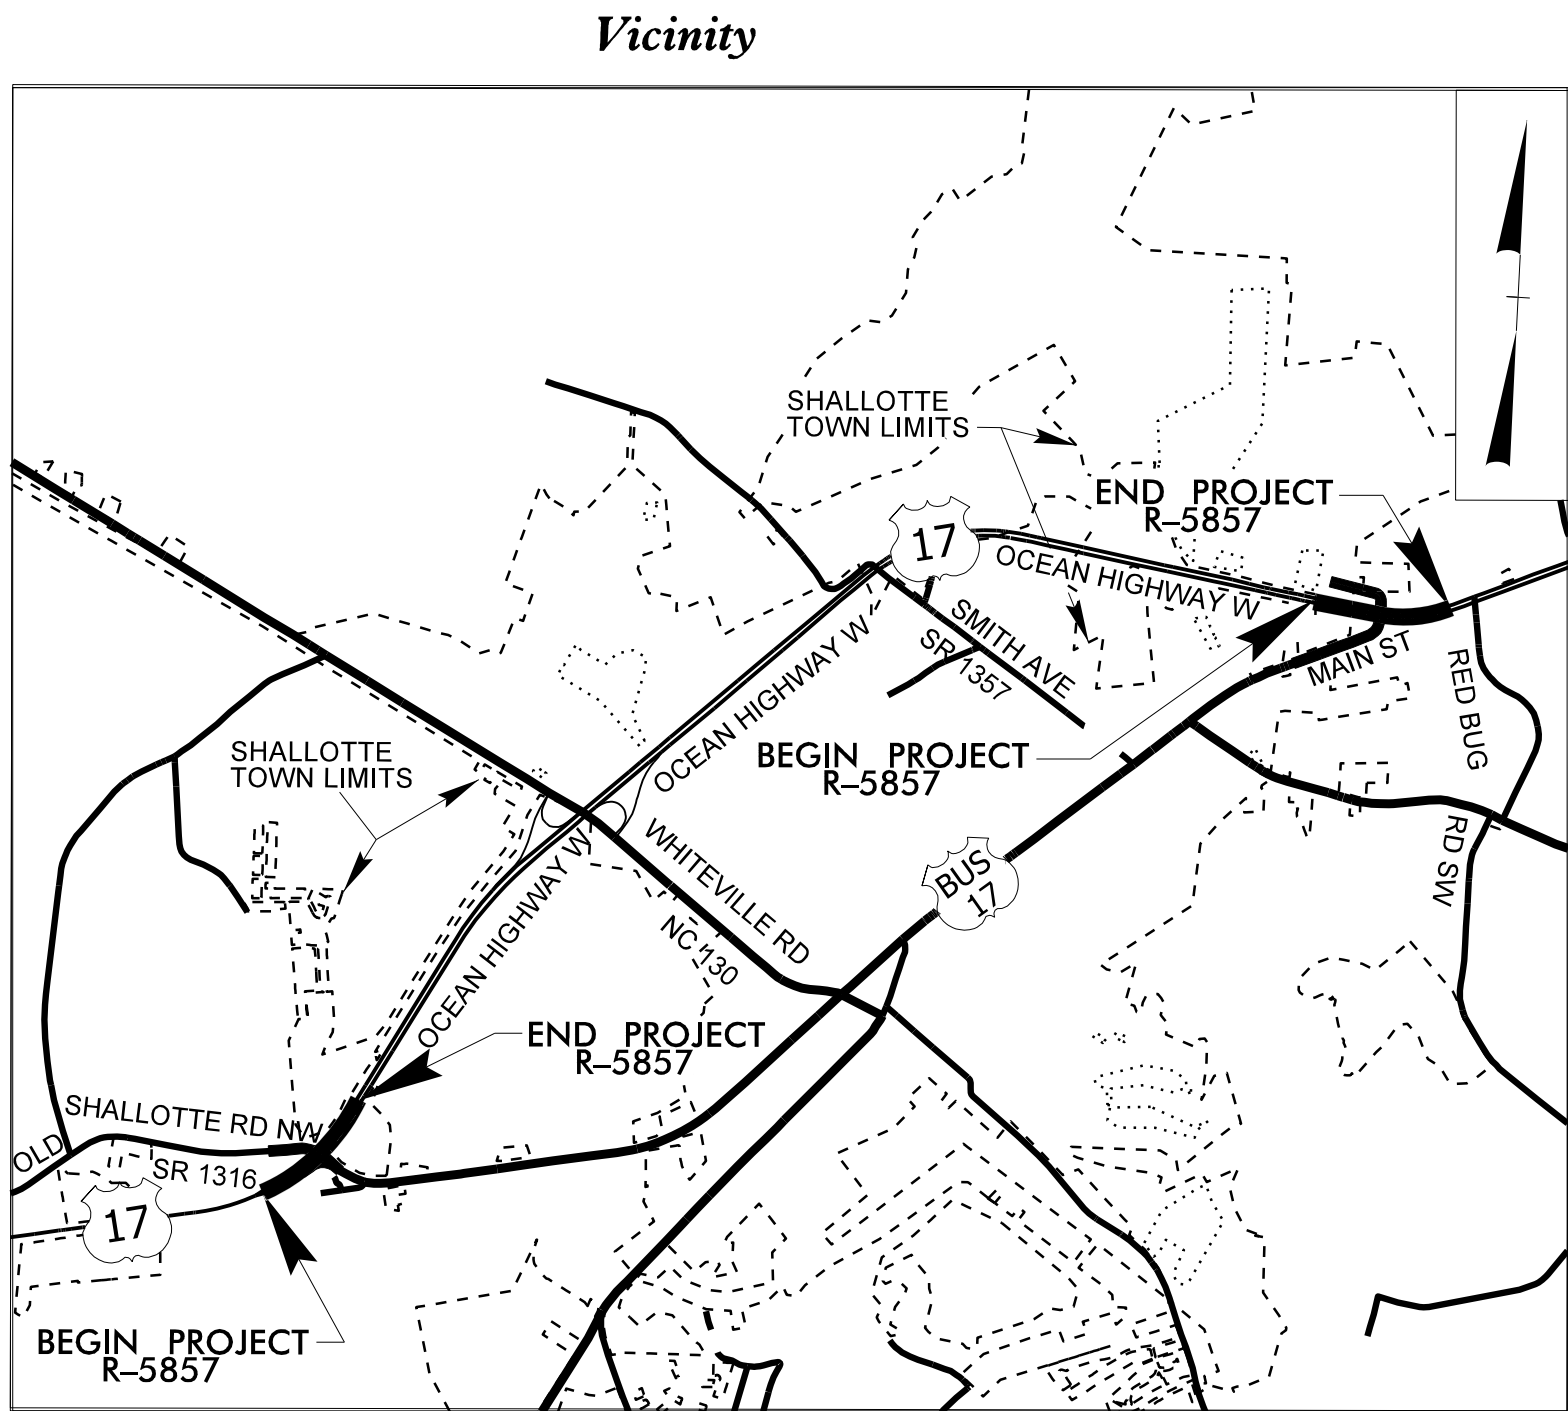 Vicinity
SHALLOTTE
TOWN LIMITS
END PROJECT
R–5857
17
OCEAN HIGHWAY W
SMITH AVE
SR 1357
MAIN ST
RED BUG
RD SW
OCEAN HIGHWAY W
BEGIN PROJECT
R–5857
SHALLOTTE
TOWN LIMITS
WHITEVILLE RD
NC 130
BUS
17
OCEAN HIGHWAY W
END PROJECT
R–5857
SHALLOTTE RD NW
OLD
SR 1316
17
BEGIN PROJECT
R–5857